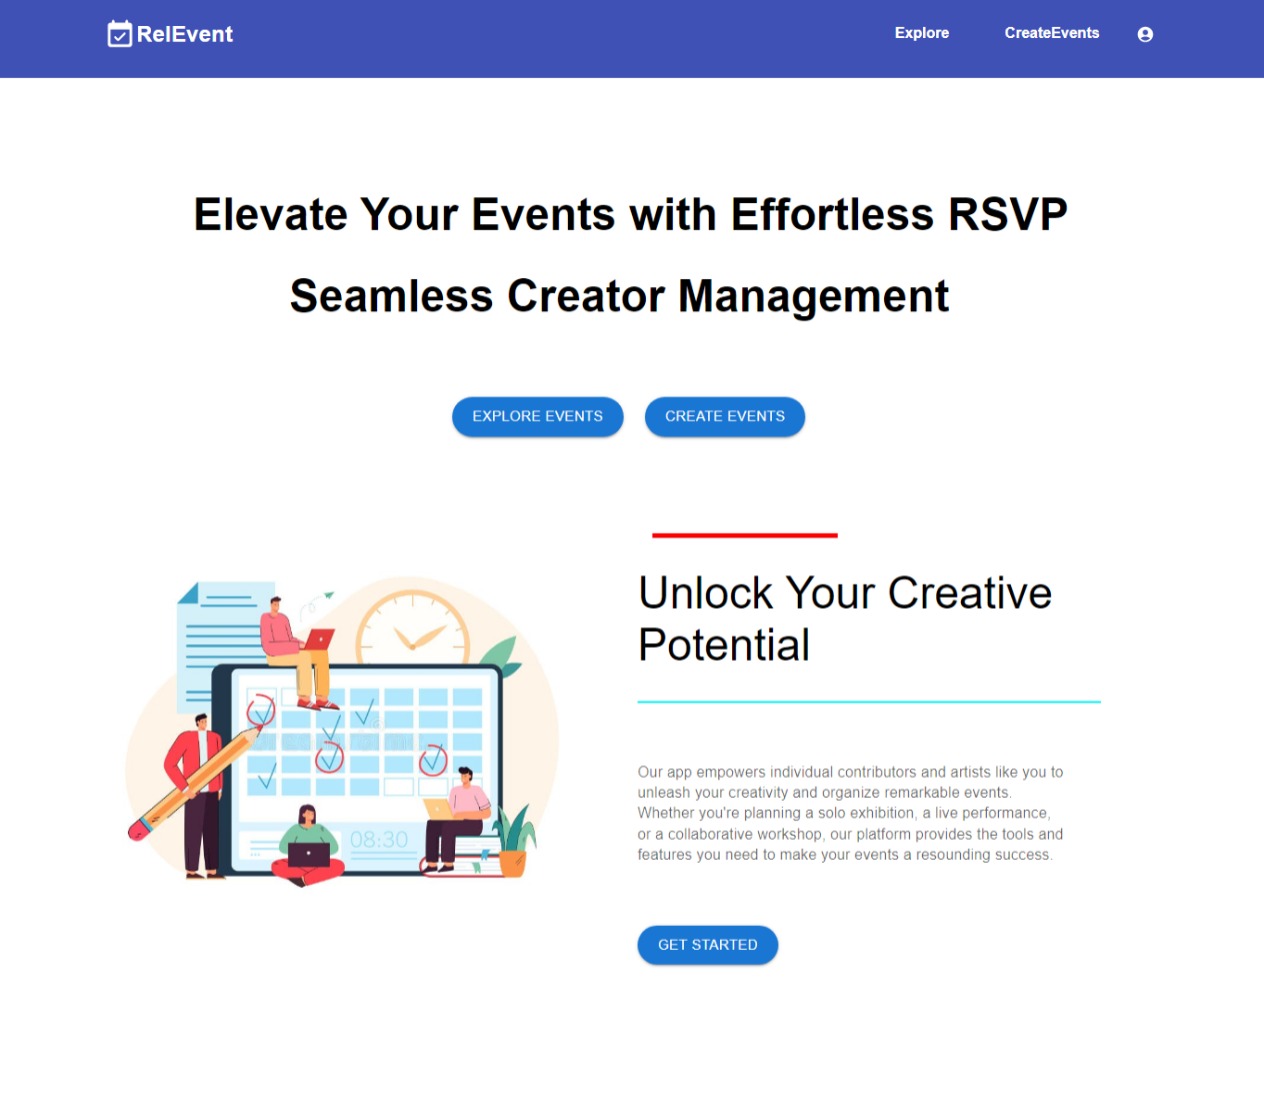 RelEvent
Explore
CreateEvents
Elevate Your Events with Effortless RSVP
Seamless Creator Management
EXPLORE EVENTS
CREATE EVENTS
Unlock Your Creative
Potential
Our app empowers individual contributors and artists like you to
unleash your creativity and organize remarkable events.
Whether you're planning a solo exhibition, a live performance,
or a collaborative workshop, our platform provides the tools and
features you need to make your events a resounding success.
08:30
GET STARTED